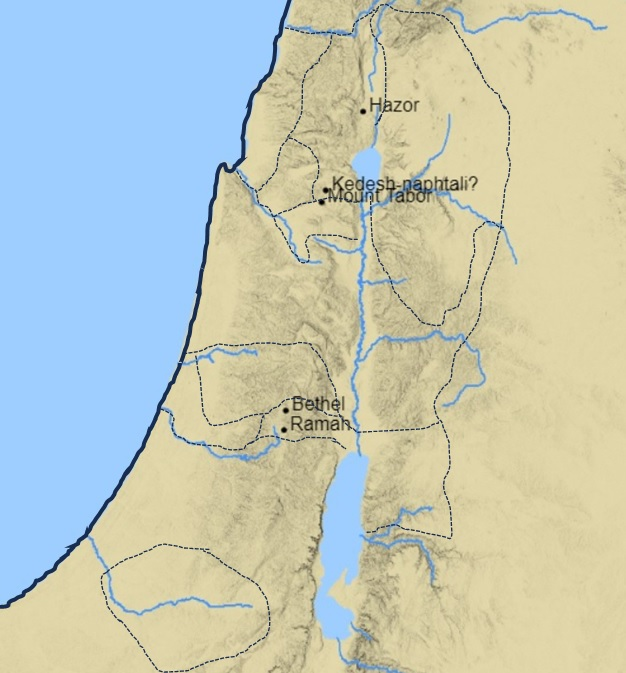 Hazor
Kedesh-naphtali?
Mount Tabor
Bethel
Ramah